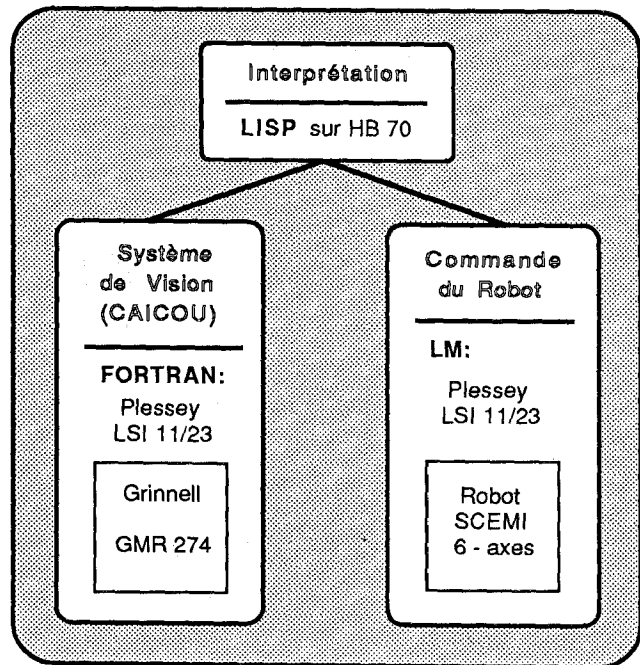 Interprétation
LISP sur HB 70
Système
de Vision
(CAICOU)
FORTRAN:
Plessey
LSI 11/23
Grinnell
GMR 274
Commande
du Robot
LM:
Plessey
LSI 11/23
Robot
SCEMI
6 - axes